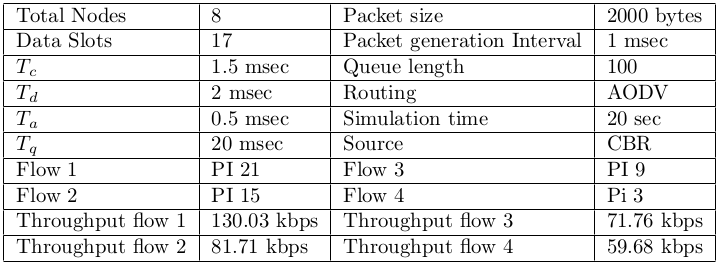 Total Nodes 8 Packet size 2000 bytes
Data Slots 17 Packet generation Interval 1 msec
T_c 1.5 msec Queue length 100
T_d 2 msec Routing AODV
T_a 0.5 msec Simulation time 20 sec
T_q 20 msec Source CBR
Flow 1 PI 21 Flow 3 PI 9
Flow 2 PI 15 Flow 4 Pi 3
Throughput flow 1 130.03 kbps Throughput flow 3 71.76 kbps
Throughput flow 2 81.71 kbps Throughput flow 4 59.68 kbps